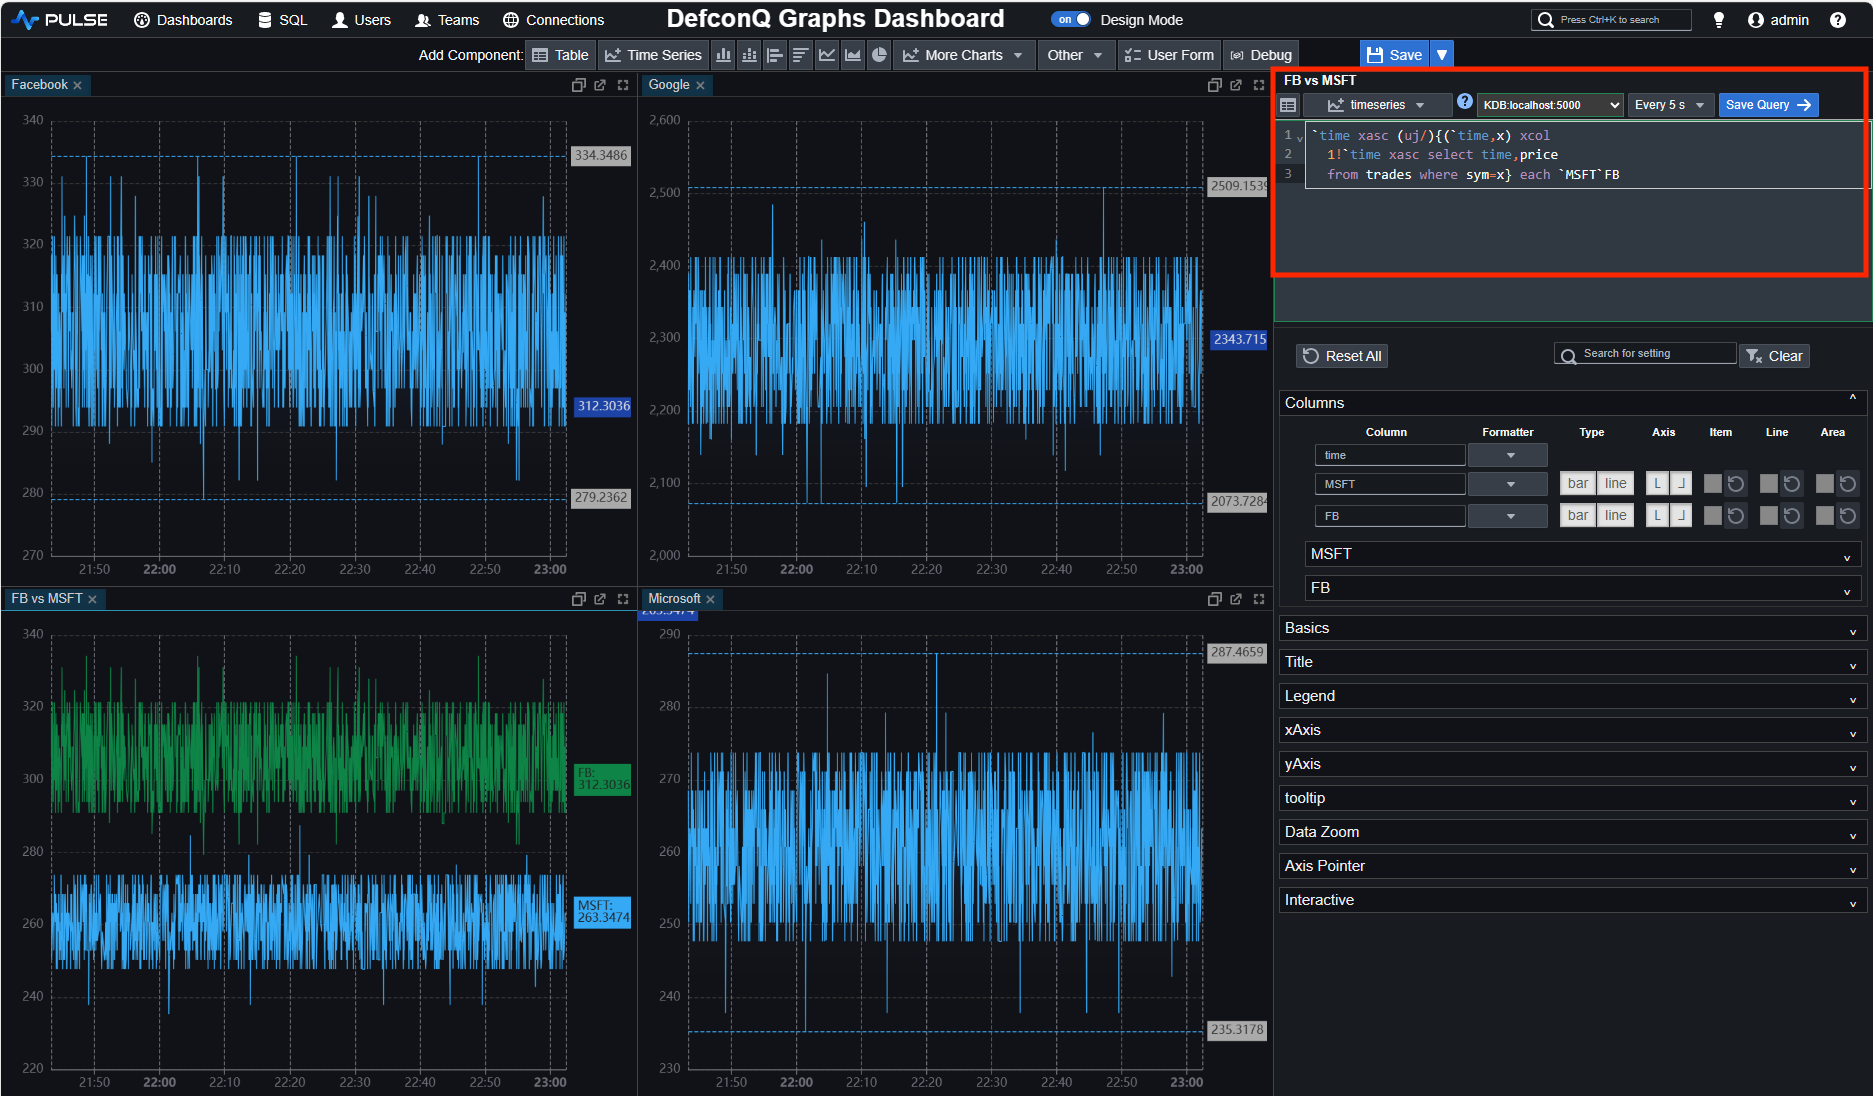 PULSE Dashboards SQL Users Teams Connections DefconQ Graphs Dashboard on Design Mode Press Ctrl+K to search admin ?
Add Component: Table Time Series More Charts Other User Form Debug Save
Facebook
340
334.3486
330
320
310
312.3036
300
290
280
279.2362
270
21:50 22:00 22:10 22:20 22:30 22:40 22:50 23:00
Google
2,600
2,500
2509.1539
2,400
2343.715
2,300
2,200
2,100
2073.7284
2,000
21:50 22:00 22:10 22:20 22:30 22:40 22:50 23:00
FB vs MSFT
340
320
300
FB:
312.3036
280
MSFT:
263.3474
260
240
220
21:50 22:00 22:10 22:20 22:30 22:40 22:50 23:00
Microsoft
263.3474
290
287.4659
280
270
260
250
240
235.3178
230
21:50 22:00 22:10 22:20 22:30 22:40 22:50 23:00
FB vs MSFT
timeseries ? KDB:localhost:5000 Every 5 s Save Query
1 `time xasc (uj/){(`time,x) xcol
2 1!`time xasc select time,price
3 from trades where sym=x} each `MSFT`FB
Reset All Search for setting Clear
Columns
Column Formatter Type Axis Item Line Area
time
MSFT bar line
FB bar line
MSFT
FB
Basics
Title
Legend
xAxis
yAxis
tooltip
Data Zoom
Axis Pointer
Interactive